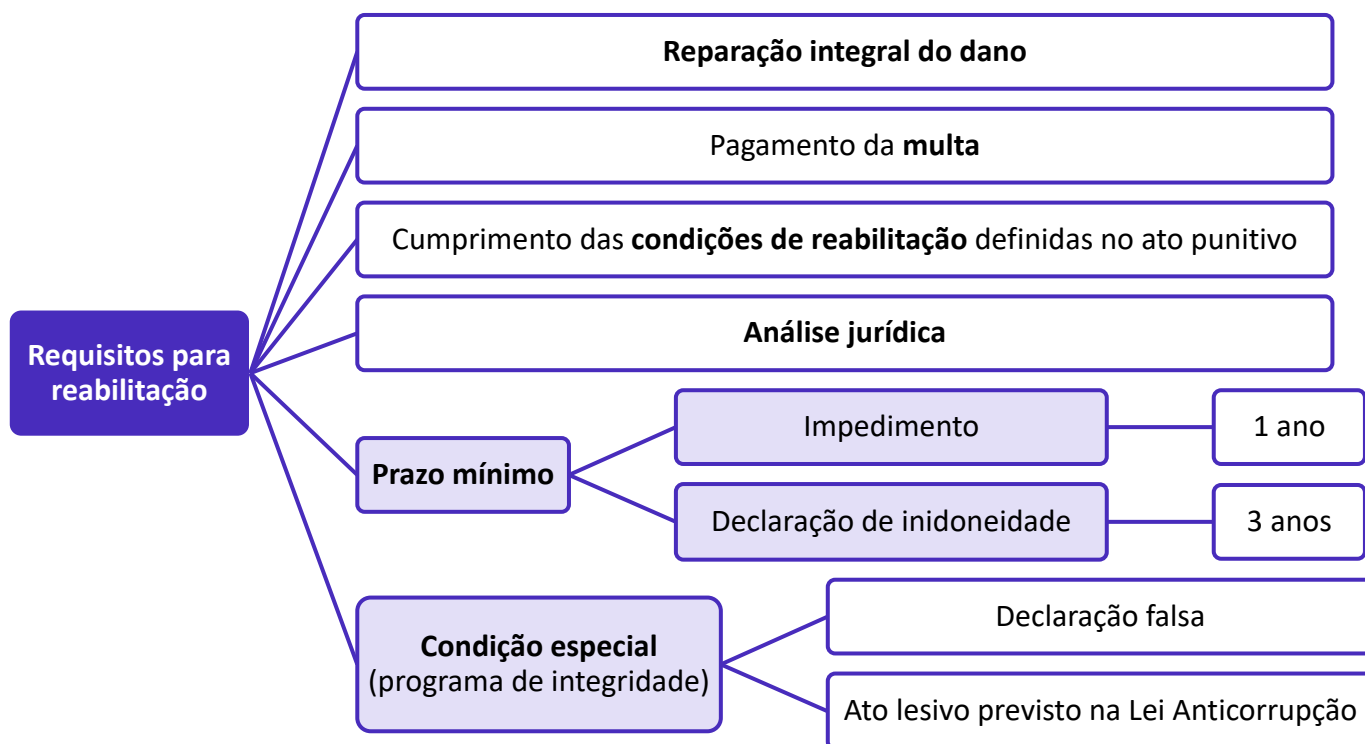 Reparação integral do dano
Pagamento da multa
Cumprimento das condições de reabilitação definidas no ato punitivo
Análise jurídica
Requisitos para
reabilitação
Prazo mínimo
Impedimento
1 ano
Declaração de inidoneidade
3 anos
Condição especial
(programa de integridade)
Declaração falsa
Ato lesivo previsto na Lei Anticorrupção